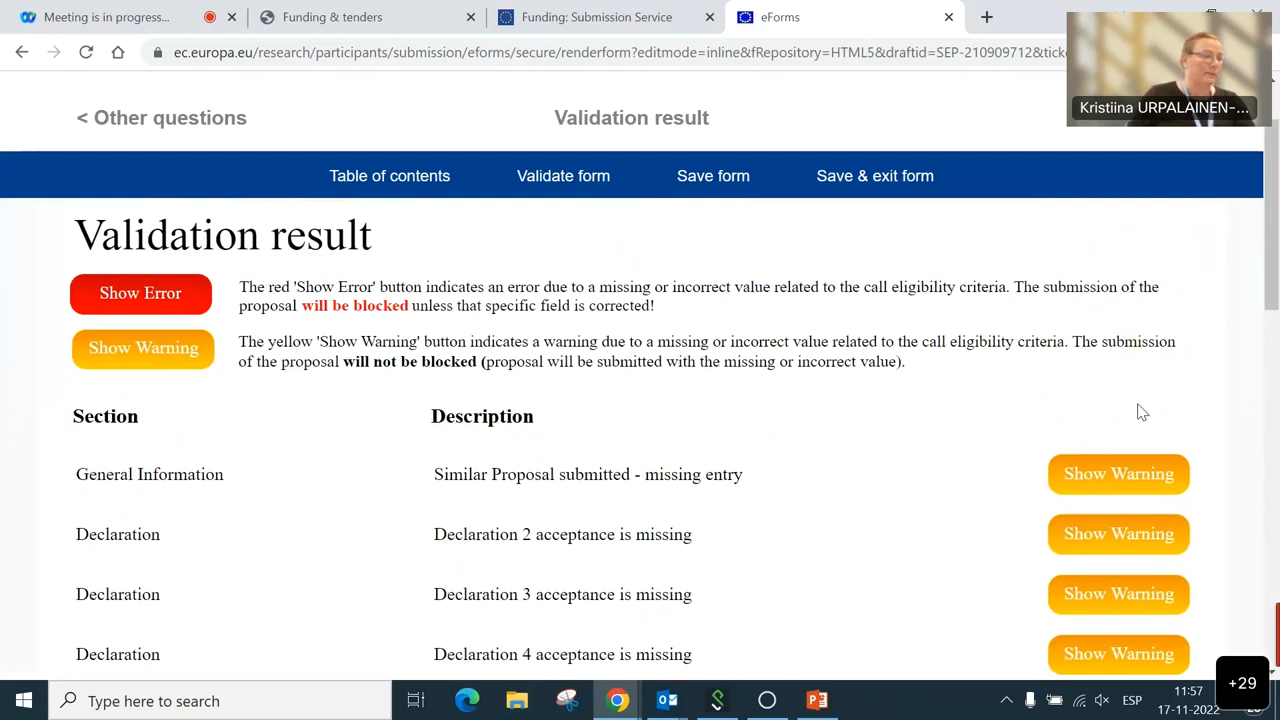 Meeting is in progress...
Funding & tenders
Funding: Submission Service
eForms
ec.europa.eu/research/participants/submission/eforms/secure/renderform?editmode=inline&fRepository=HTML5&draftid=SEP-210909712&ticke
Kristiina URPALAINEN-...
< Other questions
Validation result
Table of contents
Validate form
Save form
Save & exit form
Validation result
Show Error
The red 'Show Error' button indicates an error due to a missing or incorrect value related to the call eligibility criteria. The submission of the
proposal will be blocked unless that specific field is corrected!
Show Warning
The yellow 'Show Warning' button indicates a warning due to a missing or incorrect value related to the call eligibility criteria. The submission
of the proposal will not be blocked (proposal will be submitted with the missing or incorrect value).
Section Description
General Information Similar Proposal submitted - missing entry Show Warning
Declaration Declaration 2 acceptance is missing Show Warning
Declaration Declaration 3 acceptance is missing Show Warning
Declaration Declaration 4 acceptance is missing Show Warning
+29
Type here to search
ESP
11:57
17-11-2022